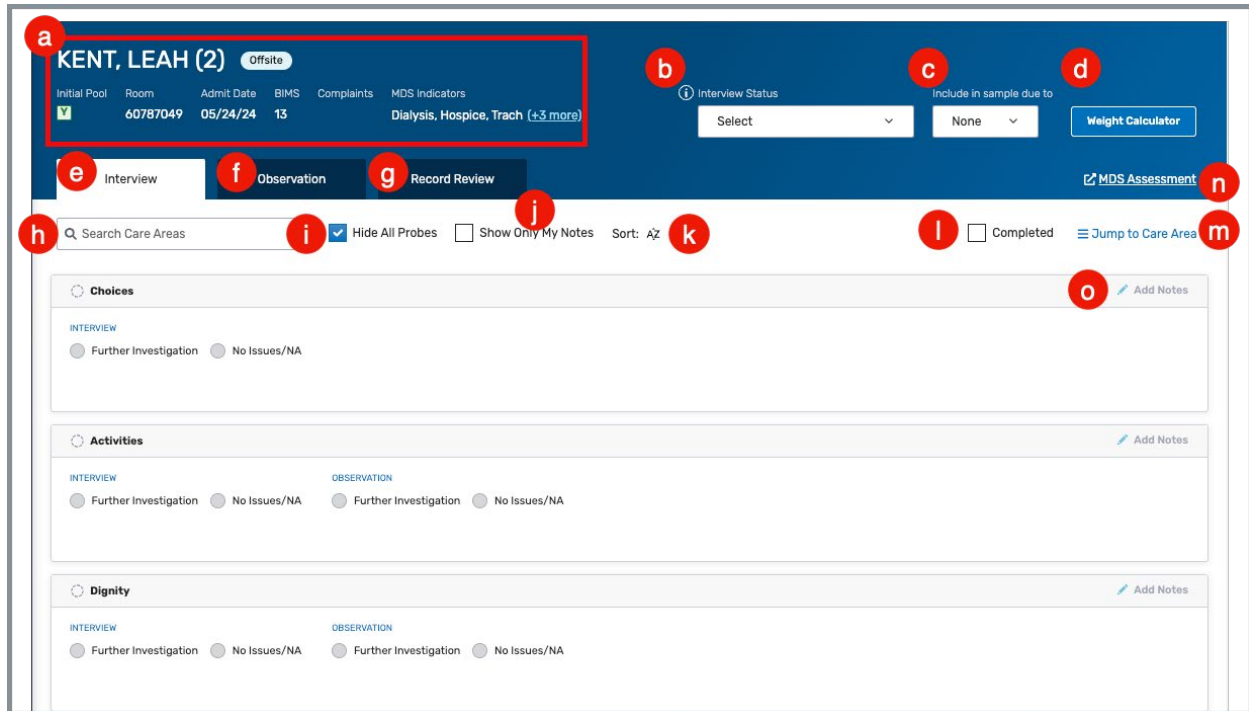 a
KENT, LEAH (2) Offsite
b c d
Initial Pool Room Admit Date BIMS Complaints MDS Indicators Interview Status Include in sample due to
Y 60787049 05/24/24 13 Dialysis, Hospice, Trach (+3 more) Select None Weight Calculator
e Interview f Observation g Record Review MDS Assessment n
j
h Search Care Areas i Hide All Probes Show Only My Notes Sort: AZ k l Completed Jump to Care Area m
Choices o Add Notes
INTERVIEW
Further Investigation No Issues/NA
Activities Add Notes
INTERVIEW OBSERVATION
Further Investigation No Issues/NA Further Investigation No Issues/NA
Dignity Add Notes
INTERVIEW OBSERVATION
Further Investigation No Issues/NA Further Investigation No Issues/NA